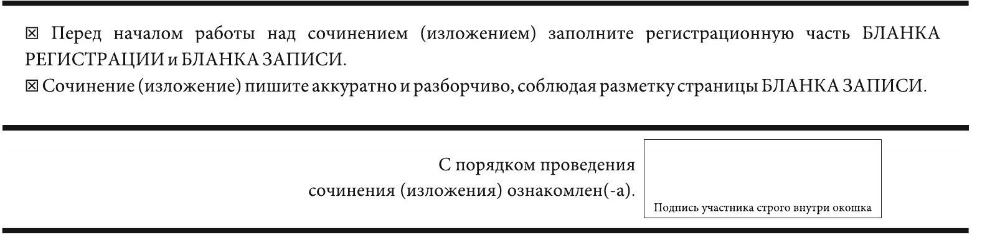 ☒ Перед началом работы над сочинением (изложением) заполните регистрационную часть БЛАНКА
РЕГИСТРАЦИИ и БЛАНКА ЗАПИСИ.
☒ Сочинение (изложение) пишите аккуратно и разборчиво, соблюдая разметку страницы БЛАНКА ЗАПИСИ.
С порядком проведения
сочинения (изложения) ознакомлен(-а).
Подпись участника строго внутри окошка